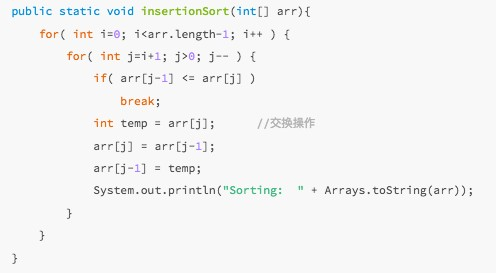 public static void insertionSort(int[] arr){
    for( int i=0; i<arr.length-1; i++ ) {
        for( int j=i+1; j>0; j-- ) {
            if( arr[j-1] <= arr[j] )
                break;
            int temp = arr[j];      //交换操作
            arr[j] = arr[j-1];
            arr[j-1] = temp;
            System.out.println("Sorting:  " + Arrays.toString(arr));
        }
    }
}